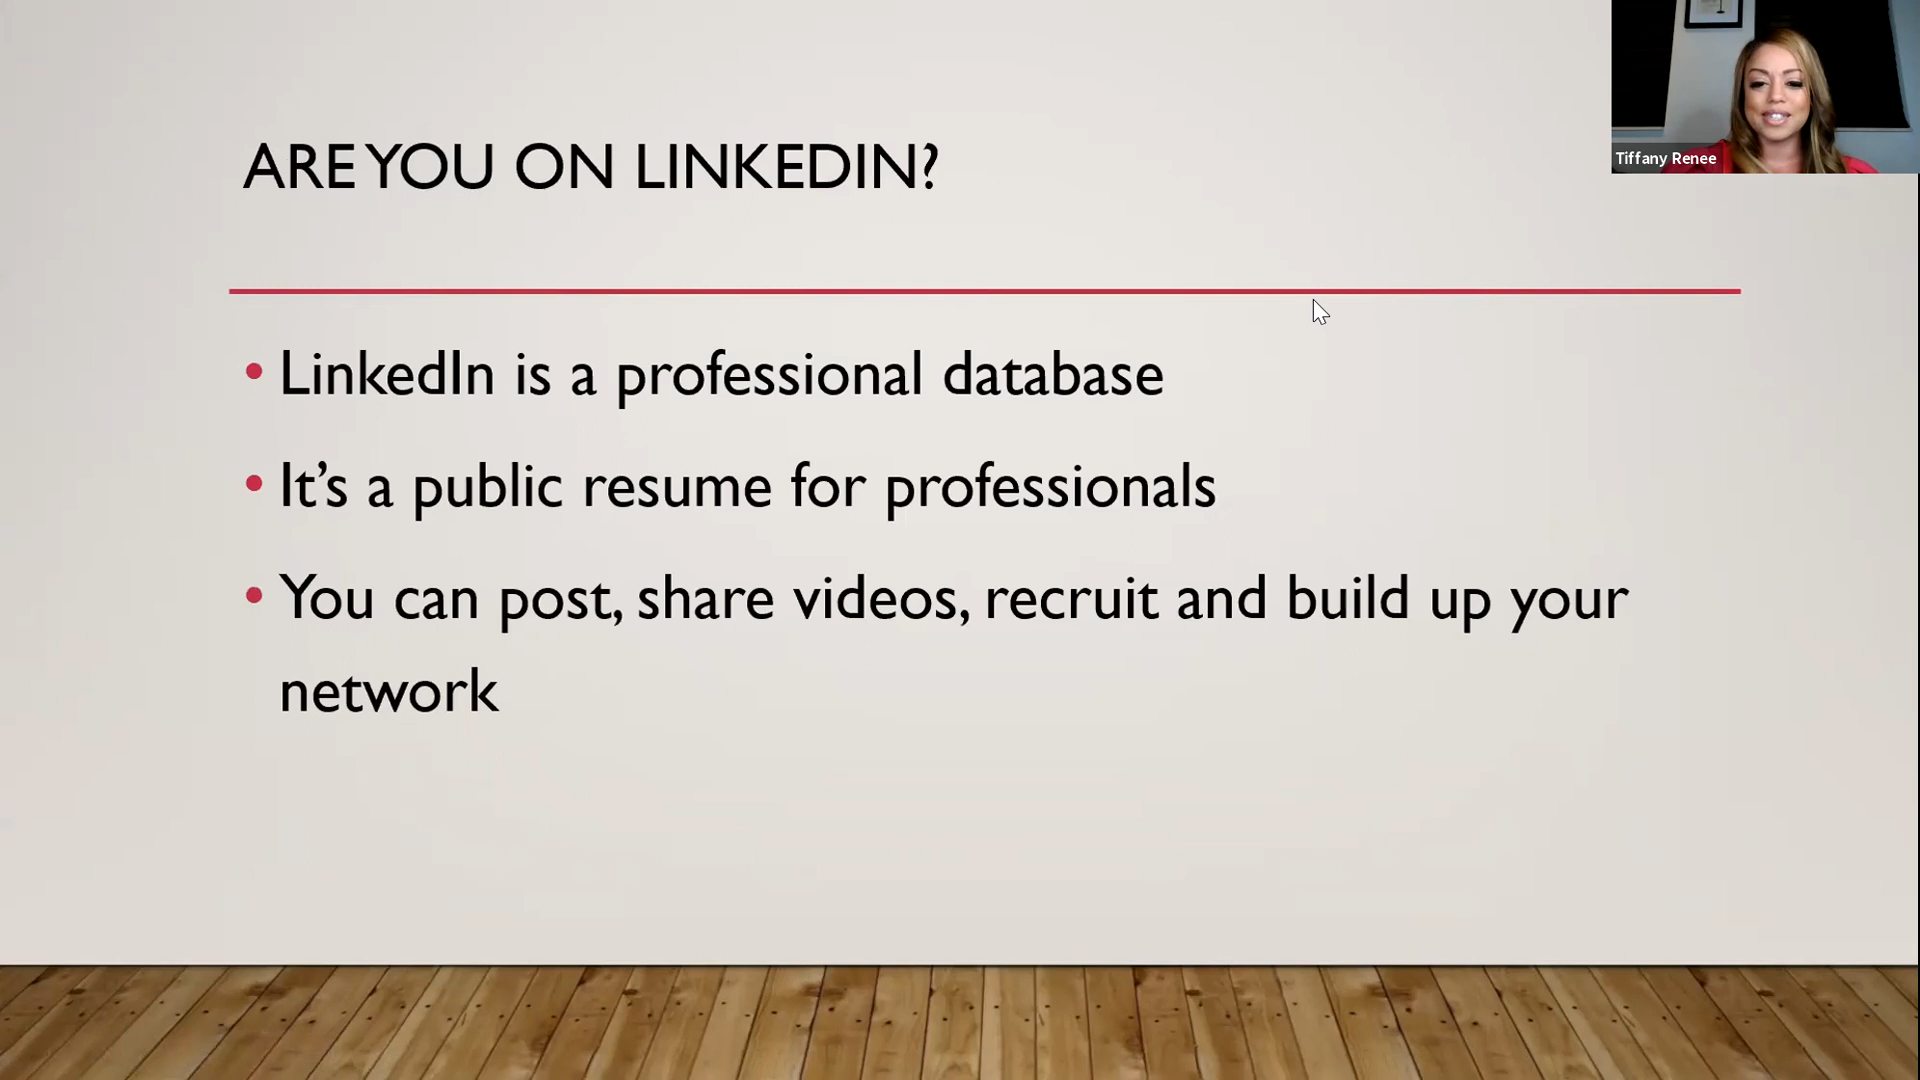 ARE YOU ON LINKEDIN?
Tiffany Renee
• LinkedIn is a professional database
• It’s a public resume for professionals
• You can post, share videos, recruit and build up your
network